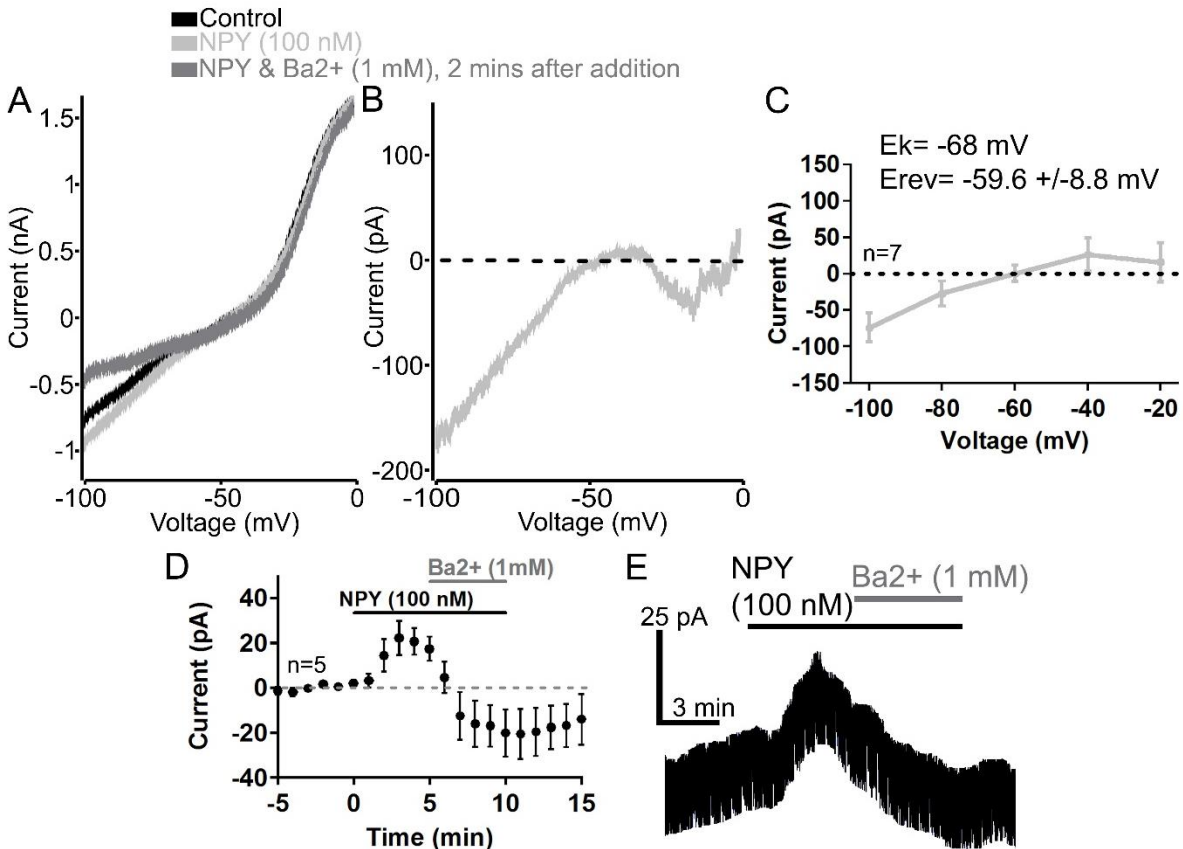 Control
NPY (100 nM)
NPY & Ba2+ (1 mM), 2 mins after addition
A
1.5
1
0.5
0
-0.5
-1
-100
-50
0
Current (nA)
Voltage (mV)
B
100
0
-100
-200
-100
-50
0
Current (pA)
Voltage (mV)
C
Ek= -68 mV
Erev= -59.6 +/-8.8 mV
n=7
150
100
50
0
-50
-100
-150
-100
-80
-60
-40
-20
Current (pA)
Voltage (mV)
D
Ba2+ (1mM)
NPY (100 nM)
n=5
40
20
0
-20
-40
-5
0
5
10
15
Current (pA)
Time (min)
E
NPY
(100 nM)
Ba2+ (1 mM)
25 pA
3 min